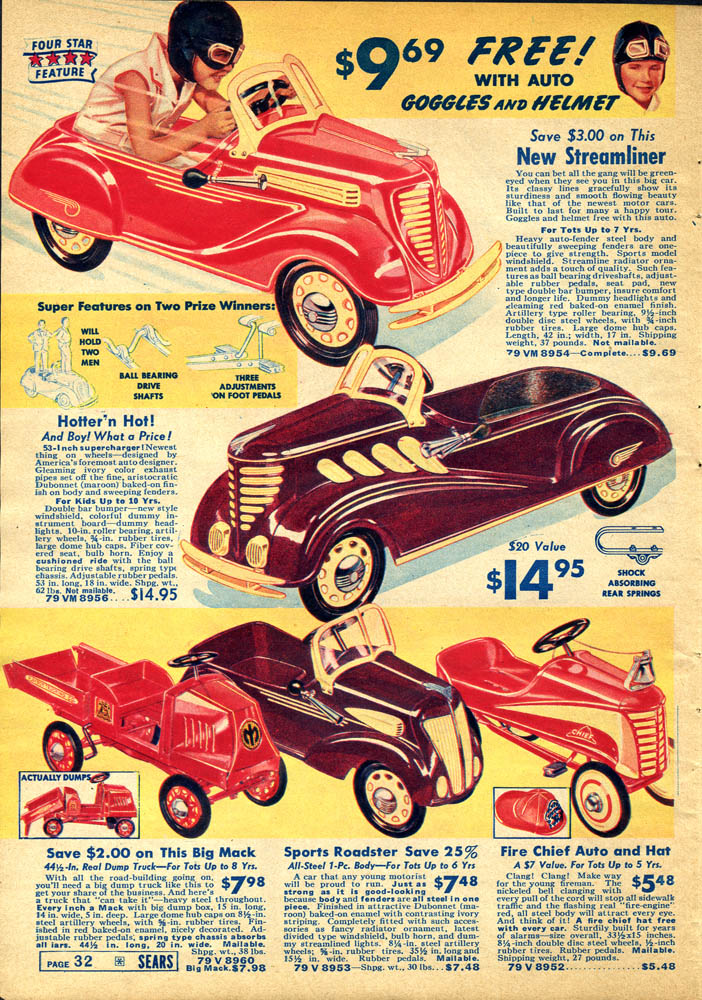 FOUR STAR
FEATURE
$9.69 FREE!
WITH AUTO
GOGGLES AND HELMET
Save $3.00 on This
New Streamliner
You can bet all the gang will be green-
eyed when they see you in this big car.
Its classy lines gracefully show its
sturdiness and smooth flowing beauty
like that of the newest motor cars.
Built to last for many a happy tour.
Goggles and helmet free with this auto.
For Tots Up to 7 Yrs.
Heavy auto-fender steel body and
beautifully sweeping fenders are one-
piece to give strength. Sports model
windshield. Streamline radiator orna-
ment adds a touch of quality. Such fea-
tures as ball bearing driveshafts, adjust-
able rubber pedals, seat pad, new
type double bar bumper, insure comfort
and longer life. Dummy headlights and
gleaming red baked-on enamel finish.
Artillery type roller bearing, 9½-inch
double disc steel wheels, with ¾-inch
rubber tires. Large dome hub caps.
Length, 42 in.; width, 17 in. Shipping
weight, 37 pounds. Not mailable.
79 VM 8954—Complete....$9.69
Super Features on Two Prize Winners:
WILL
HOLD
TWO
MEN
BALL BEARING
DRIVE
SHAFTS
THREE
ADJUSTMENTS
ON FOOT PEDALS
Hotter'n Hot!
And Boy! What a Price!
53-Inch supercharger! Newest
thing on wheels—designed by
America's foremost auto designer.
Gleaming ivory color exhaust
pipes set off the fine, aristocratic
Dubonnet (maroon) baked-on fin-
ish on body and sweeping fenders.
For Kids Up to 10 Yrs.
Double bar bumper—new style
windshield, colorful dummy in-
strument board—dummy head-
lights. 10-in. roller bearing, artil-
lery wheels, ¾-in. rubber tires,
large dome hub caps. Fiber cov-
ered seat, bulb horn. Enjoy a
cushioned ride with the ball
bearing drive shafts, spring type
chassis. Adjustable rubber pedals.
53 in. long, 18 in. wide. Shpg. wt.,
62 lbs. Not mailable.
79 VM 8956.... $14.95
$20 Value
$14.95
SHOCK
ABSORBING
REAR SPRINGS
ACTUALLY DUMPS
CHIEF
Save $2.00 on This Big Mack
44½-In. Real Dump Truck—For Tots Up to 8 Yrs.
$7.98
With all the road-building going on,
you'll need a big dump truck like this to
get your share of the business. And here's
a truck that "can take it"—heavy steel throughout.
Every inch a Mack with big dump box, 15 in. long,
14 in. wide, 5 in. deep. Large dome hub caps on 8½-in.
steel artillery wheels, with ⅝-in. rubber tires. Fin-
ished in red baked-on enamel, nicely decorated. Ad-
justable rubber pedals, spring type chassis absorbs
all jars. 44½ in. long, 20 in. wide. Mailable.
Shpg. wt., 38 lbs.
79 V 8960
Big Mack. $7.98
PAGE 32 SEARS
Sports Roadster Save 25%
All-Steel 1-Pc. Body—For Tots Up to 6 Yrs
$7.48
A car that any young motorist
will be proud to run. Just as
strong as it is good-looking
because body and fenders are all steel in one
piece. Finished in attractive Dubonnet (ma-
roon) baked-on enamel with contrasting ivory
striping. Completely fitted with such acces-
sories as fancy radiator ornament, latest
divided type windshield, bulb horn, and dum-
my streamlined lights. 8¼-in. steel artillery
wheels; ⅝-in. rubber tires. 35½ in. long and
15½ in. wide. Rubber pedals. Mailable.
79 V 8953—Shpg. wt., 30 lbs...$7.48
Fire Chief Auto and Hat
A $7 Value. For Tots Up to 5 Yrs.
$5.48
Clang! Clang! Make way
for the young fireman. The
nickeled bell clanging with
every pull of the cord will stop all sidewalk
traffic and the flashing real "fire-engine"
red, all steel body will attract every eye.
And think of it! A fire chief hat free
with every car. Sturdily built for years
of alarms—size overall, 33½x15 inches.
8¼-inch double disc steel wheels, ½-inch
rubber tires. Rubber pedals. Mailable.
Shipping weight, 27 pounds.
79 V 8952................$5.48